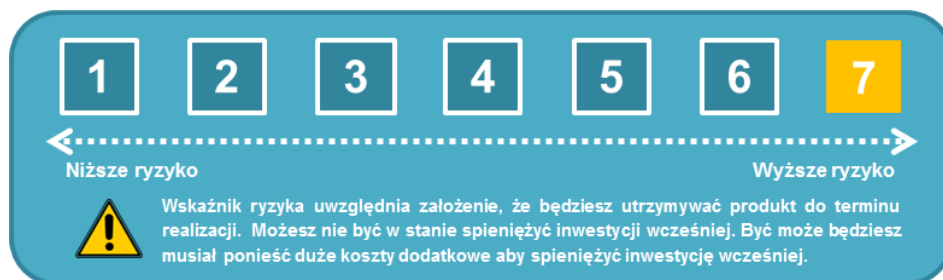 1 2 3 4 5 6 7
Niższe ryzyko Wyższe ryzyko
Wskaźnik ryzyka uwzględnia założenie, że będziesz utrzymywać produkt do terminu
realizacji. Możesz nie być w stanie spieniężyć inwestycji wcześniej. Być może będziesz
musiał ponieść duże koszty dodatkowe aby spieniężyć inwestycję wcześniej.